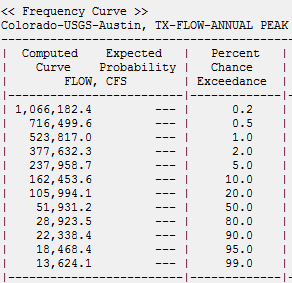 << Frequency Curve >>
Colorado-USGS-Austin, TX-FLOW-ANNUAL PEAK
| Computed Expected | Percent |
| Curve Probability | Chance |
| FLOW, CFS | Exceedance |
| 1,066,182.4 --- | 0.2 |
| 716,499.6 --- | 0.5 |
| 523,817.0 --- | 1.0 |
| 377,632.3 --- | 2.0 |
| 237,958.7 --- | 5.0 |
| 162,453.6 --- | 10.0 |
| 105,994.1 --- | 20.0 |
| 51,931.2 --- | 50.0 |
| 28,923.5 --- | 80.0 |
| 22,338.4 --- | 90.0 |
| 18,468.4 --- | 95.0 |
| 13,624.1 --- | 99.0 |